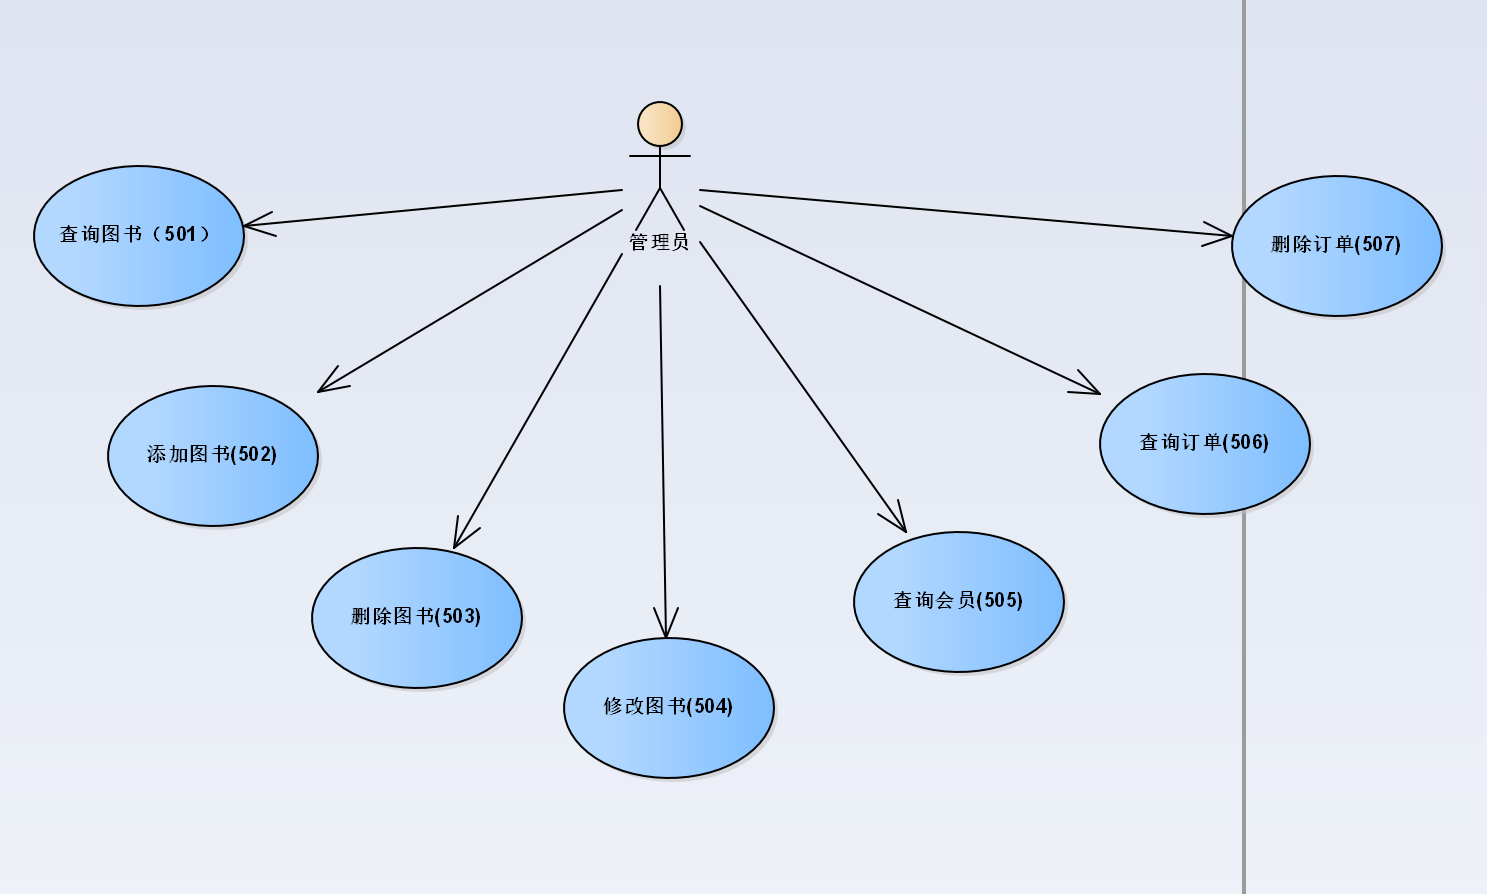 管理员
查询图书（501）
删除订单(507)
添加图书(502)
查询订单(506)
删除图书(503)
查询会员(505)
修改图书(504)